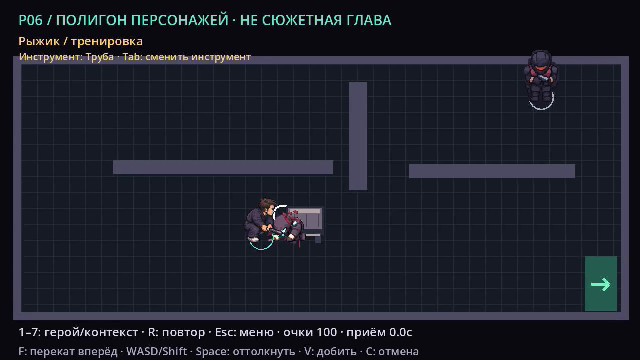 P06 / ПОЛИГОН ПЕРСОНАЖЕЙ · НЕ СЮЖЕТНАЯ ГЛАВА
Рыжик / тренировка
Инструмент: Труба · Tab: сменить инструмент
1–7: герой/контекст · R: повтор · Esc: меню · очки 100 · приём 0.0с
F: перекат вперёд · WASD/Shift · Space: оттолкнуть · V: добить · C: отмена